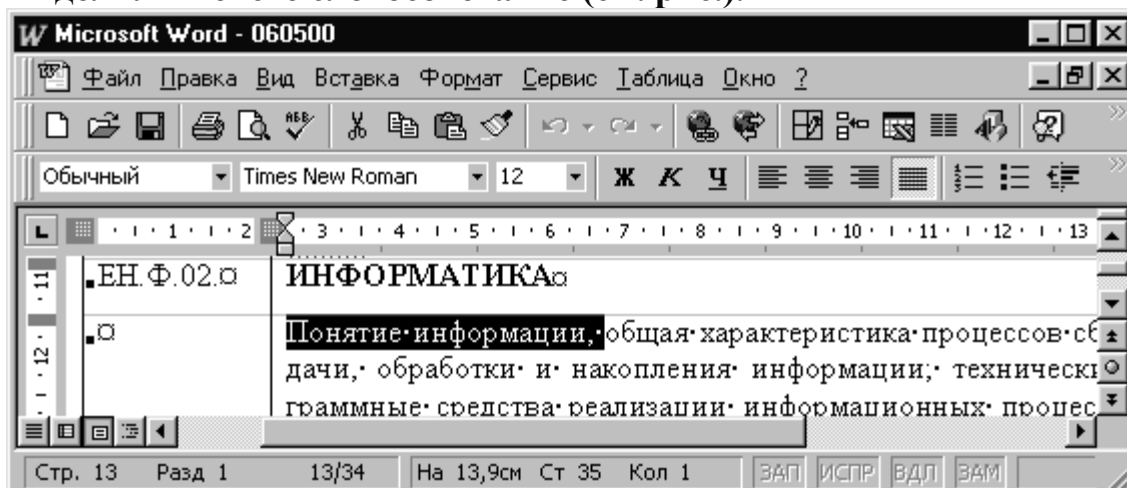 Microsoft Word - 060500
Файл Правка Вид Вставка Формат Сервис Таблица Окно ?
Обычный Times New Roman 12 Ж К Ч
1 2 3 4 5 6 7 8 9 10 11 12 13
11 ЕН.Ф.02.¤ ИНФОРМАТИКА¤
¤ Понятие·информации,·общая·характеристика·процессов·сб
12 дачи,· обработки· и· накопления· информации;·
граммные· средства· реализации· информационных·
Стр. 13 Разд 1 13/34 На 13,9см Ст 35 Кол 1 ЗАП ИСПР ВДЛ ЗАМ